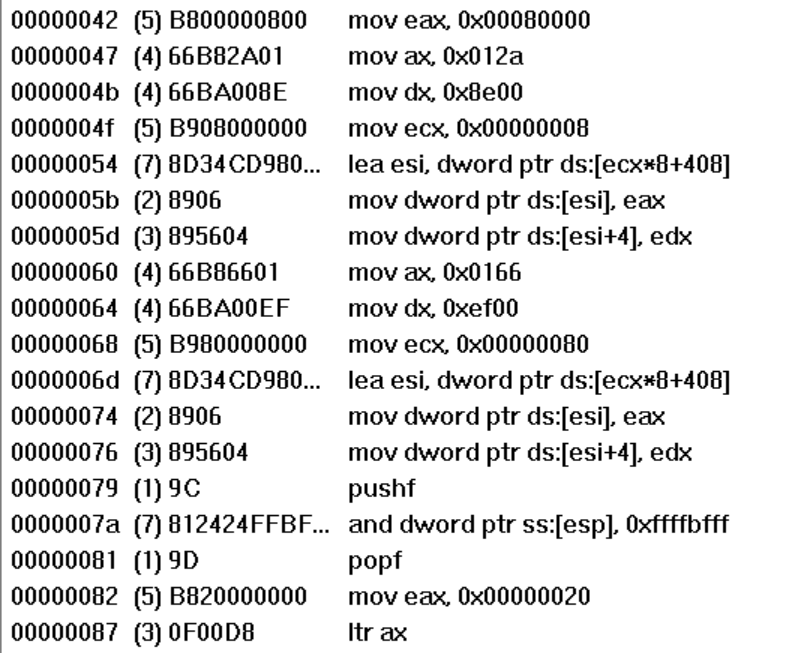 00000042 (5) B800000800 mov eax, 0x00080000
00000047 (4) 66B82A01 mov ax, 0x012a
0000004b (4) 66BA008E mov dx, 0x8e00
0000004f (5) B908000000 mov ecx, 0x00000008
00000054 (7) 8D34CD980... lea esi, dword ptr ds:[ecx*8+408]
0000005b (2) 8906 mov dword ptr ds:[esi], eax
0000005d (3) 895604 mov dword ptr ds:[esi+4], edx
00000060 (4) 66B86601 mov ax, 0x0166
00000064 (4) 66BA00EF mov dx, 0xef00
00000068 (5) B980000000 mov ecx, 0x00000080
0000006d (7) 8D34CD980... lea esi, dword ptr ds:[ecx*8+408]
00000074 (2) 8906 mov dword ptr ds:[esi], eax
00000076 (3) 895604 mov dword ptr ds:[esi+4], edx
00000079 (1) 9C pushf
0000007a (7) 812424FFBF... and dword ptr ss:[esp], 0xffffbfff
00000081 (1) 9D popf
00000082 (5) B820000000 mov eax, 0x00000020
00000087 (3) 0F00D8 ltr ax